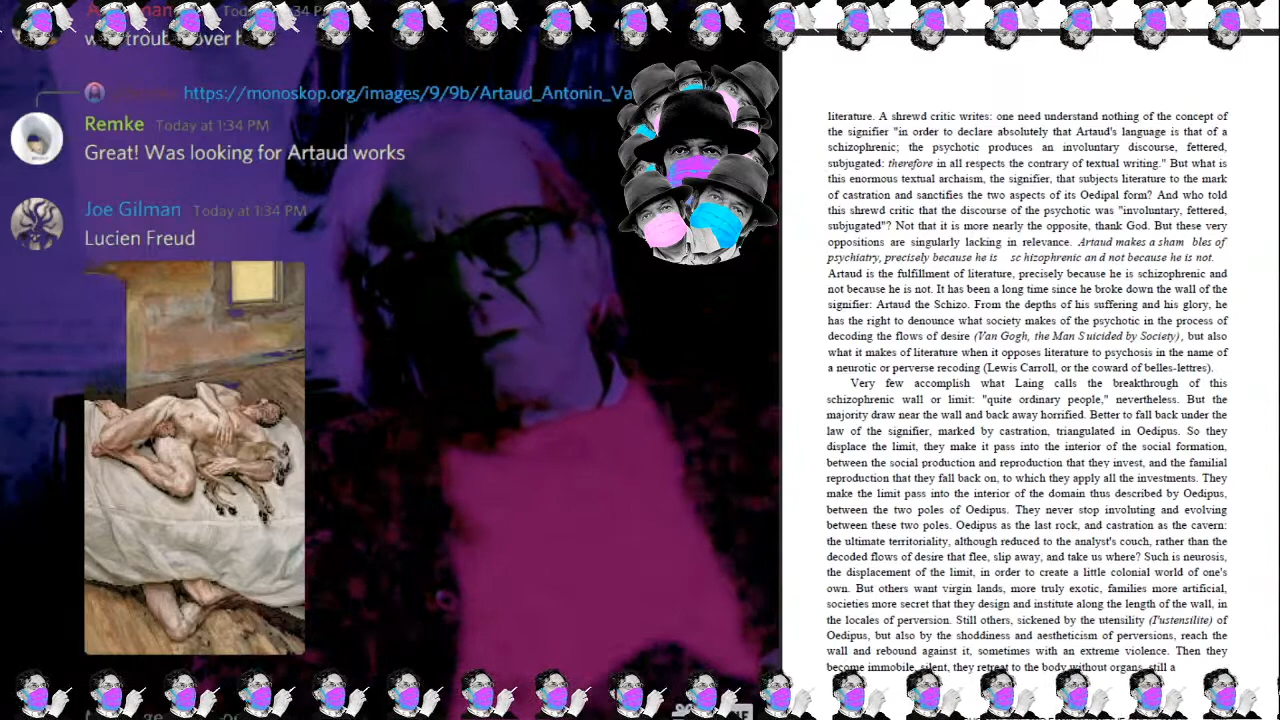 Today 1:34 P
https://monoskop.org/images/9/9b/Artaud_Antonin_Va
Remke Today at 1:34 PM
Great! Was looking for Artaud works
Joe Gilman Today at 1:34 PM
Lucien Freud
literature. A shrewd critic writes: one need understand nothing of the concept of
the signifier "in order to declare absolutely that Artaud's language is that of a
schizophrenic; the psychotic produces an involuntary discourse, fettered,
subjugated: therefore in all respects the contrary of textual writing." But what is
this enormous textual archaism, the signifier, that subjects literature to the mark
of castration and sanctifies the two aspects of its Oedipal form? And who told
this shrewd critic that the discourse of the psychotic was "involuntary, fettered,
subjugated"? Not that it is more nearly the opposite, thank God. But these very
oppositions are singularly lacking in relevance. Artaud makes a sham bles of
psychiatry, precisely because he is sc hizophrenic an d not because he is not.
Artaud is the fulfillment of literature, precisely because he is schizophrenic and
not because he is not. It has been a long time since he broke down the wall of the
signifier: Artaud the Schizo. From the depths of his suffering and his glory, he
has the right to denounce what society makes of the psychotic in the process of
decoding the flows of desire (Van Gogh, the Man S uicided by Society), but also
what it makes of literature when it opposes literature to psychosis in the name of
a neurotic or perverse recoding (Lewis Carroll, or the coward of belles-lettres).
Very few accomplish what Laing calls the breakthrough of this
schizophrenic wall or limit: "quite ordinary people," nevertheless. But the
majority draw near the wall and back away horrified. Better to fall back under the
law of the signifier, marked by castration, triangulated in Oedipus. So they
displace the limit, they make it pass into the interior of the social formation,
between the social production and reproduction that they invest, and the familial
reproduction that they fall back on, to which they apply all the investments. They
make the limit pass into the interior of the domain thus described by Oedipus,
between the two poles of Oedipus. They never stop involuting and evolving
between these two poles. Oedipus as the last rock, and castration as the cavern:
the ultimate territoriality, although reduced to the analyst's couch, rather than the
decoded flows of desire that flee, slip away, and take us where? Such is neurosis,
the displacement of the limit, in order to create a little colonial world of one's
own. But others want virgin lands, more truly exotic, families more artificial,
societies more secret that they design and institute along the length of the wall, in
the locales of perversion. Still others, sickened by the utensility (l'ustensilite) of
Oedipus, but also by the shoddiness and aestheticism of perversions, reach the
wall and rebound against it, sometimes with an extreme violence. Then they
become immobile, silent, they retreat to the body without organs, still a